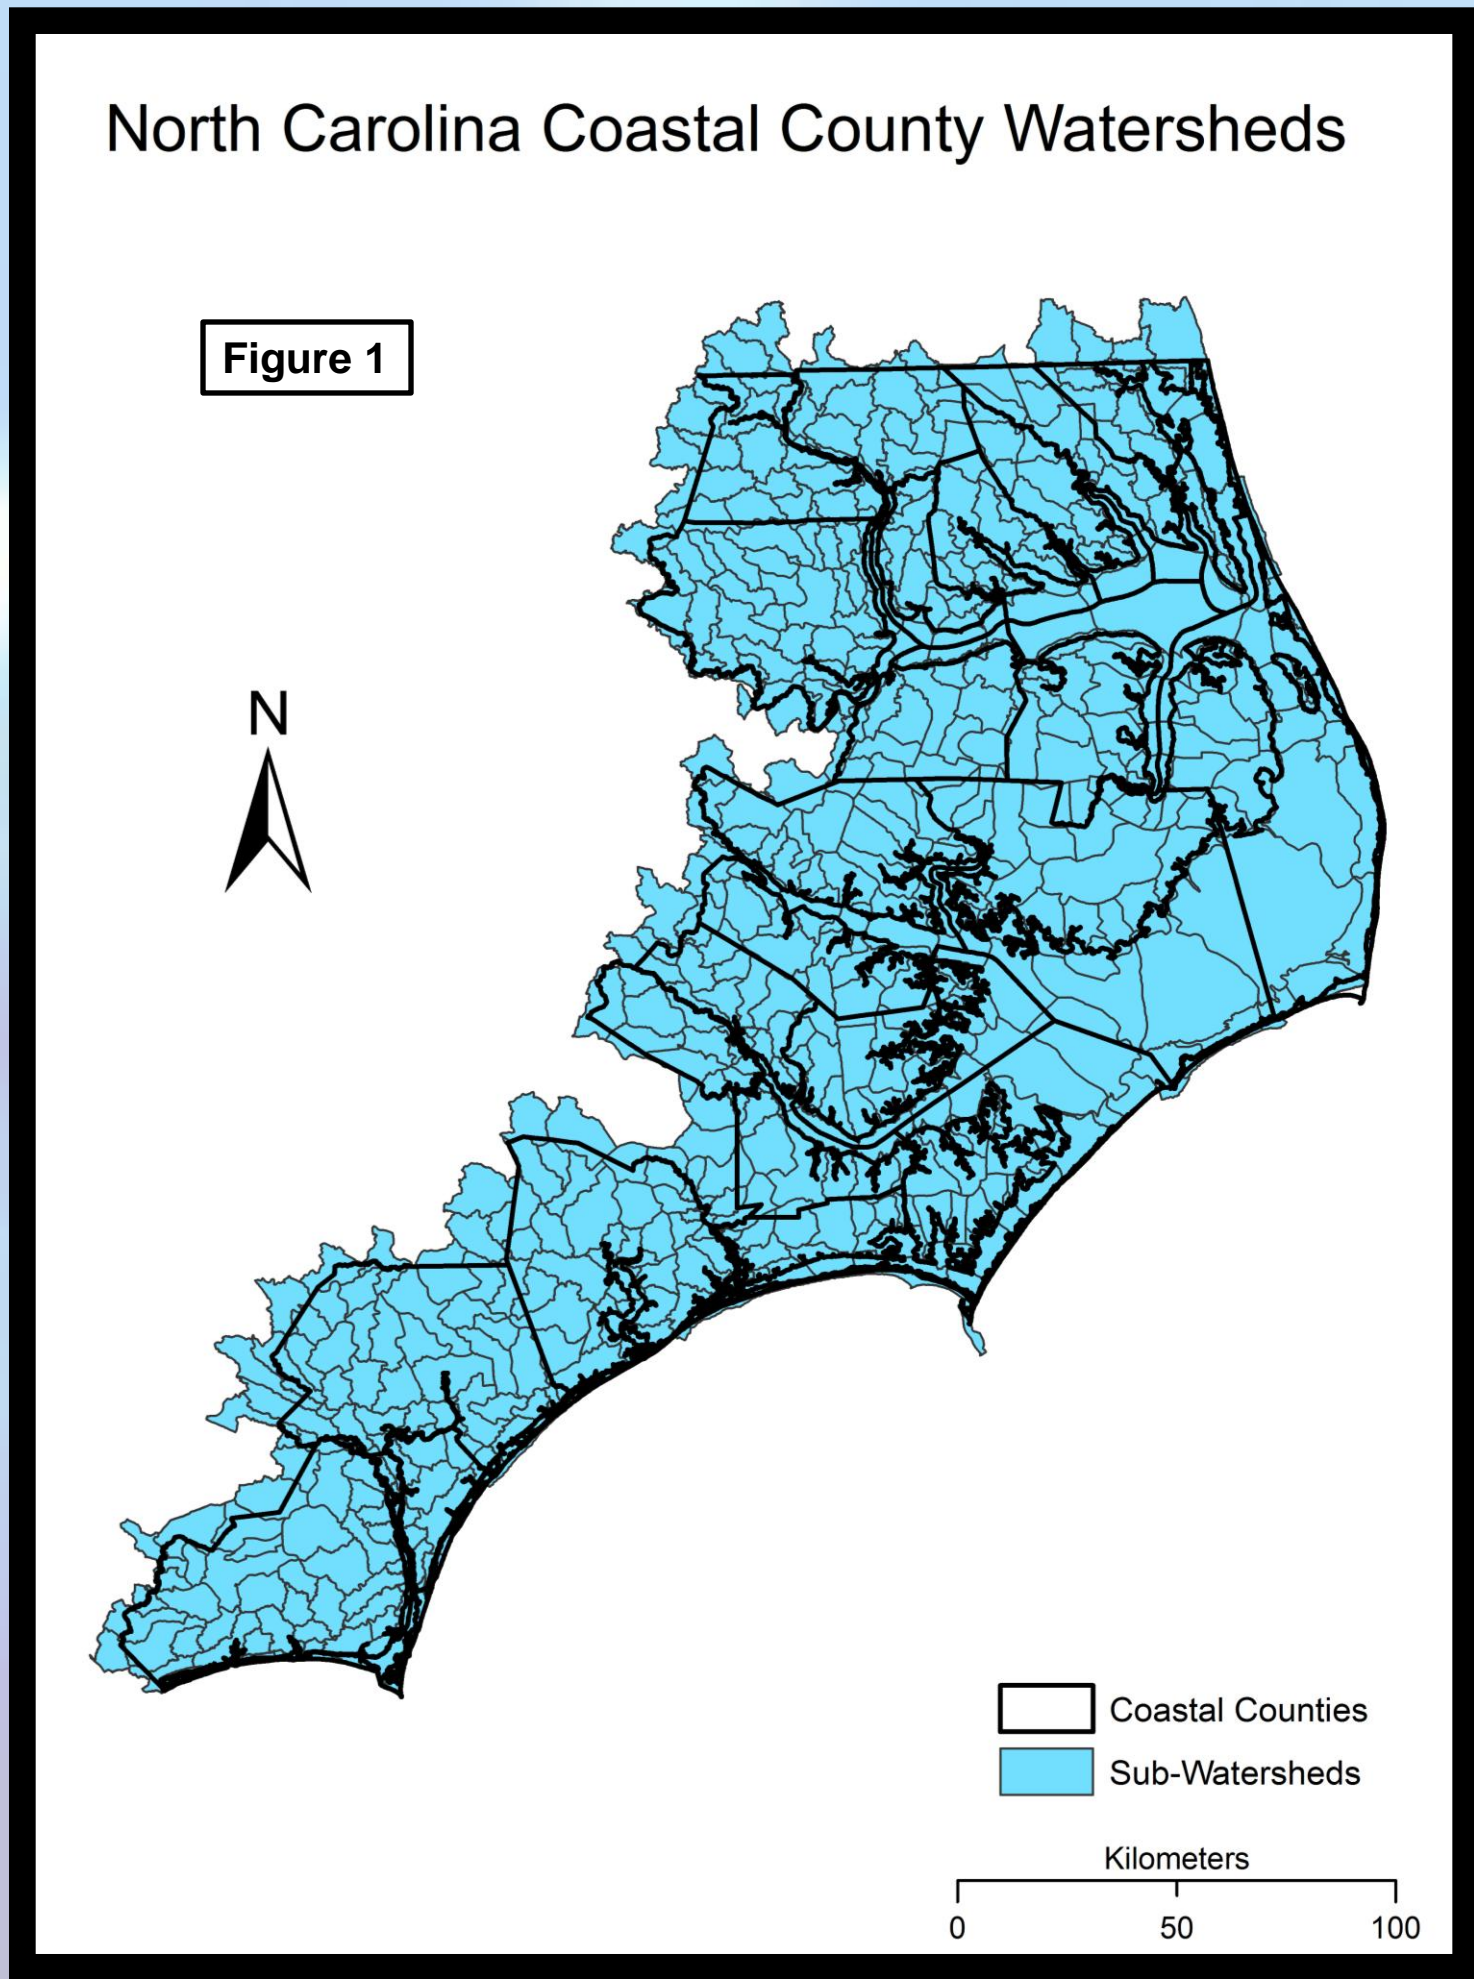 North Carolina Coastal County Watersheds
Figure 1
N
Coastal Counties
Sub-Watersheds
Kilometers
0 50 100